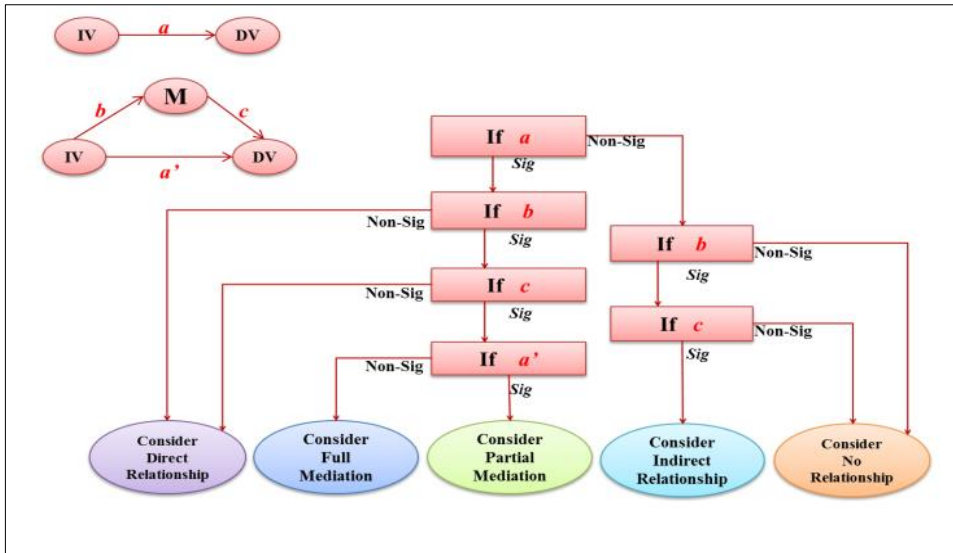 IV a DV
M
b c
IV DV
a’
If a
Non-Sig
Sig
If b
Non-Sig
Sig
If b
Non-Sig
Sig
If c
Non-Sig
Sig
If c
Non-Sig
Sig
If a’
Non-Sig
Sig
Consider
Direct
Relationship
Consider
Full
Mediation
Consider
Partial
Mediation
Consider
Indirect
Relationship
Consider
No
Relationship